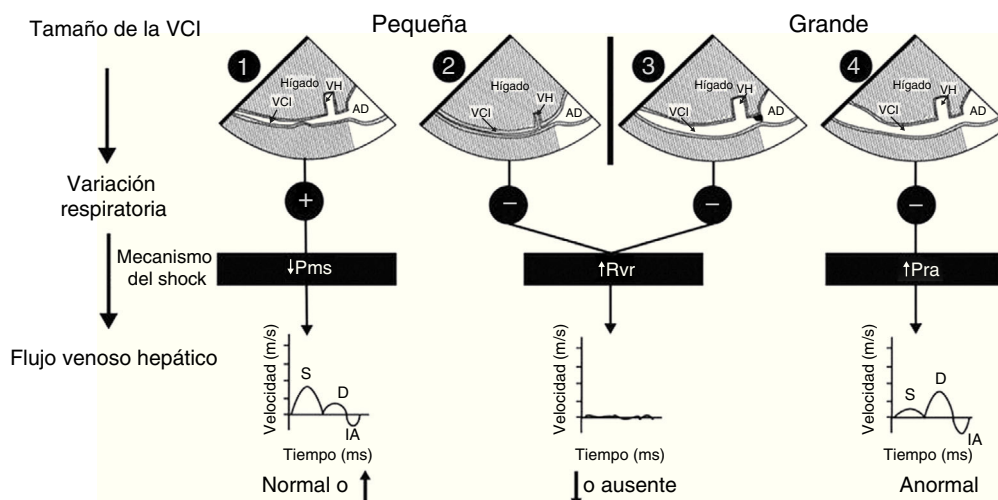 Tamaño de la VCI
Pequeña
Grande
1
Hígado
VH
VCI
AD
2
Hígado
VH
VCI
AD
3
Hígado
VH
VCI
AD
4
Hígado
VH
VCI
AD
Variación
respiratoria
+
−
−
−
Mecanismo
del shock
↓Pms
↑Rvr
↑Pra
Flujo venoso hepático
Velocidad (m/s)
S
D
IA
Tiempo (ms)
Normal o ↑
Velocidad (m/s)
Tiempo (ms)
↓ o ausente
Velocidad (m/s)
S
D
IA
Tiempo (ms)
Anormal